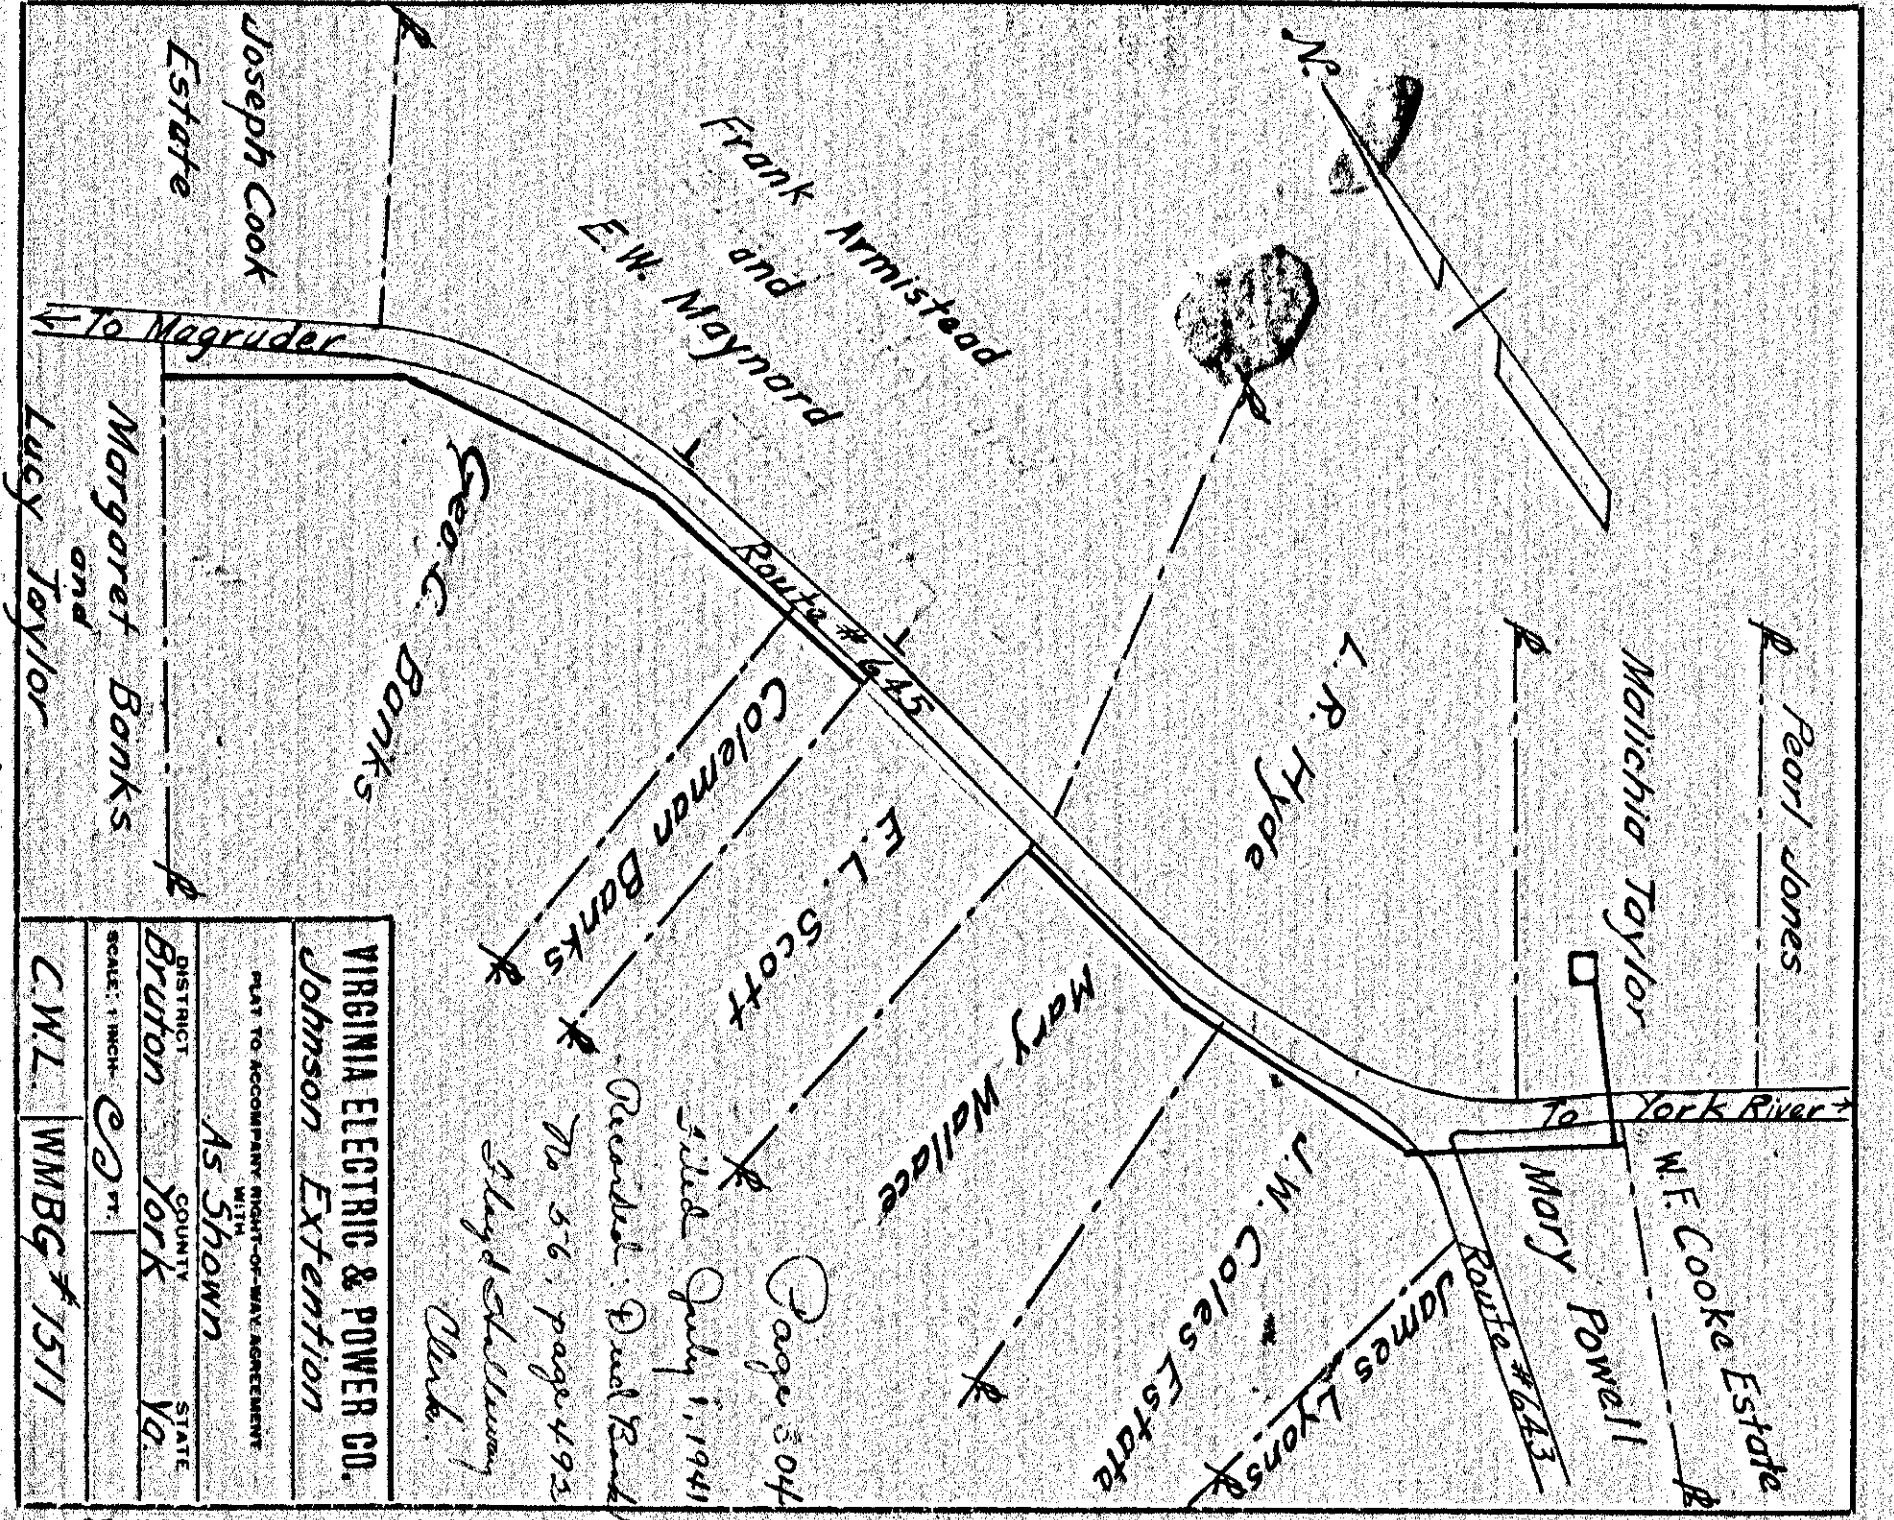 N.
Joseph Cook
Estate
Frank Armistead
and
E.W. Maynard
← To Magruder
Margaret Banks
and
Lucy Taylor
Geo. C. Banks
Route # 645
Coleman Banks
E. L. Scott
Mary Wallace
J. W. Coles Estate
James Lyons
L. R. Hyde
Malichia Taylor
Pearl Jones
To York River →
W. F. Cooke Estate
Mary Powell
Route #643
Page 304
Filed July 1, 1941
Recorded: Deed Book
No 56, page 492
Floyd Holloway
Clerk.
VIRGINIA ELECTRIC & POWER CO.
Johnson Extention
PLAT TO ACCOMPANY RIGHT-OF-WAY AGREEMENT
WITH
As Shown
DISTRICT COUNTY STATE
Bruton York Va.
SCALE: 1 INCH= FT.
C.W.L. WMBG # 1511